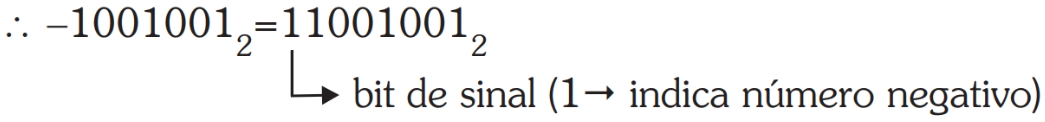 ∴ –1001001₂=11001001₂
bit de sinal (1→ indica número negativo)